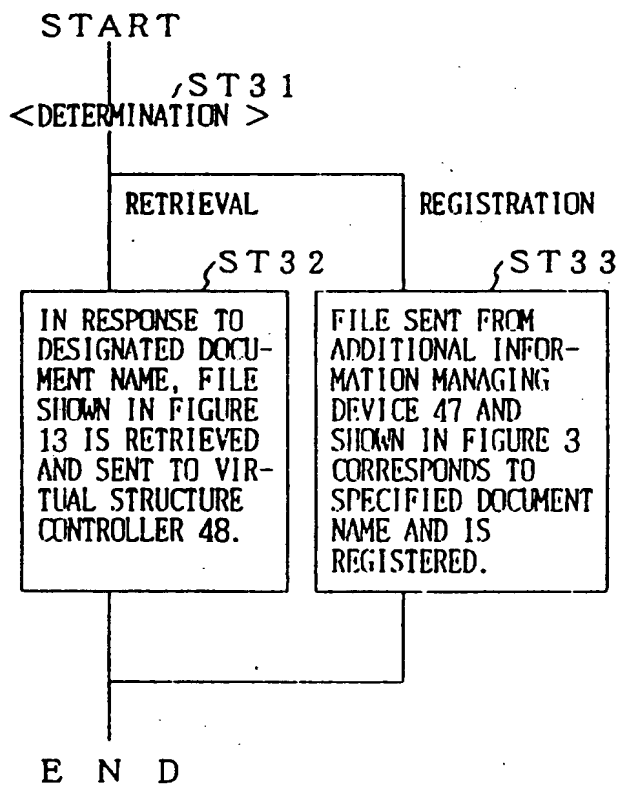 START
ST31
<DETERMINATION >
RETRIEVAL
REGISTRATION
ST32
ST33
IN RESPONSE TO
DESIGNATED DOCU-
MENT NAME, FILE
SHOWN IN FIGURE
13 IS RETRIEVED
AND SENT TO VIR-
TUAL STRUCTURE
CONTROLLER 48.
FILE SENT FROM
ADDITIONAL INFOR-
MATION MANAGING
DEVICE 47 AND
SHOWN IN FIGURE 3
CORRESPONDS TO
SPECIFIED DOCUMENT
NAME AND IS
REGISTERED.
END